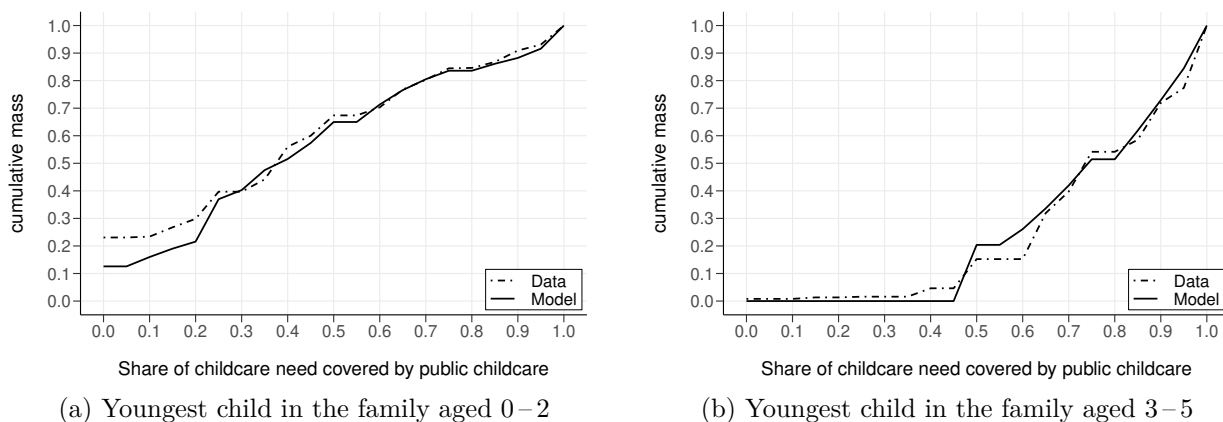 cumulative mass
1.0
0.9
0.8
0.7
0.6
0.5
0.4
0.3
0.2
0.1
0.0
Data
Model
0.0 0.1 0.2 0.3 0.4 0.5 0.6 0.7 0.8 0.9 1.0
Share of childcare need covered by public childcare
(a) Youngest child in the family aged 0–2
cumulative mass
1.0
0.9
0.8
0.7
0.6
0.5
0.4
0.3
0.2
0.1
0.0
Data
Model
0.0 0.1 0.2 0.3 0.4 0.5 0.6 0.7 0.8 0.9 1.0
Share of childcare need covered by public childcare
(b) Youngest child in the family aged 3–5